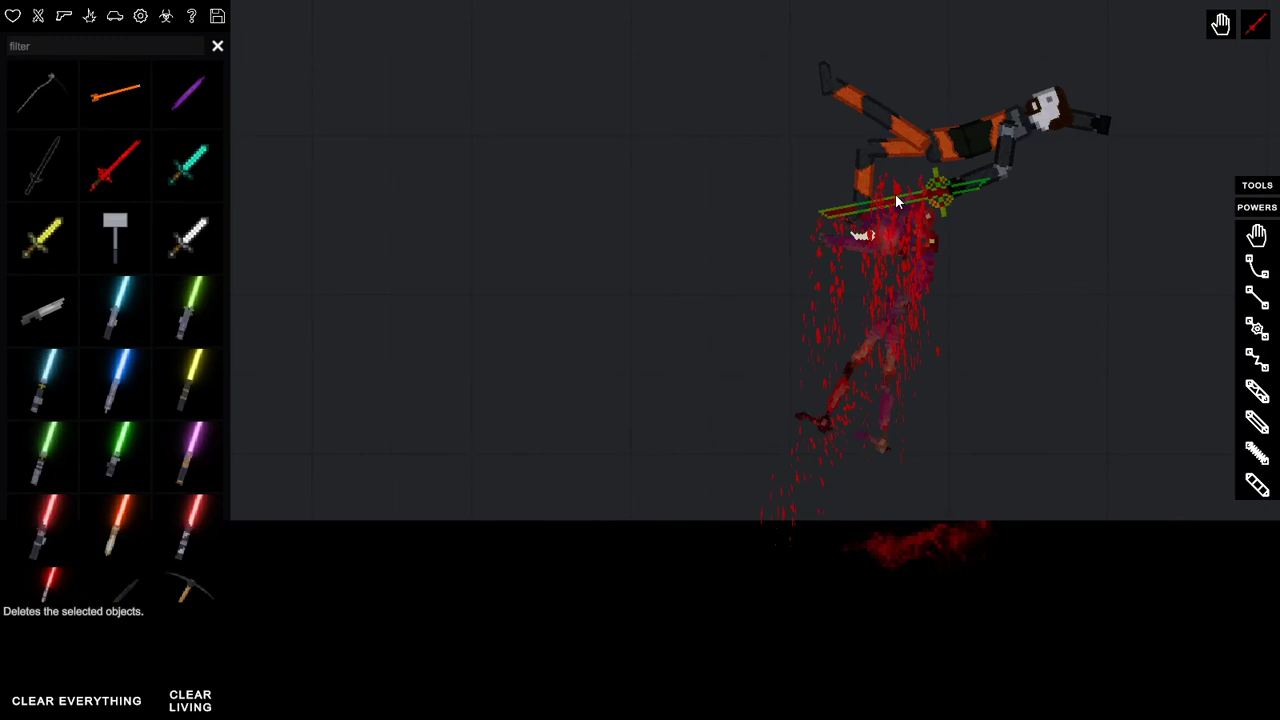 filter
TOOLS
POWERS
Deletes the selected objects.
CLEAR EVERYTHING
CLEAR
LIVING